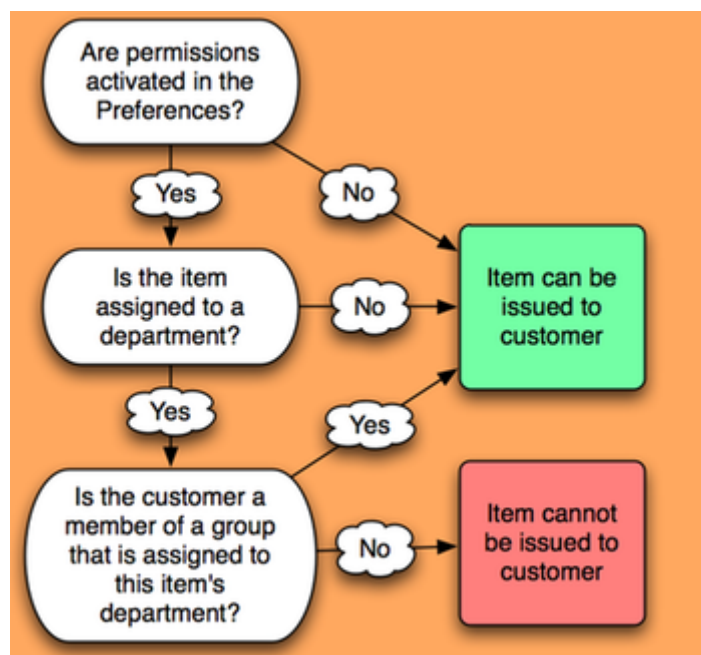 Are permissions
activated in the
Preferences?
Yes
No
Is the item
assigned to a
department?
No
Item can be
issued to
customer
Yes
Yes
Is the customer a
member of a group
that is assigned to
this item's
department?
No
Item cannot
be issued to
customer